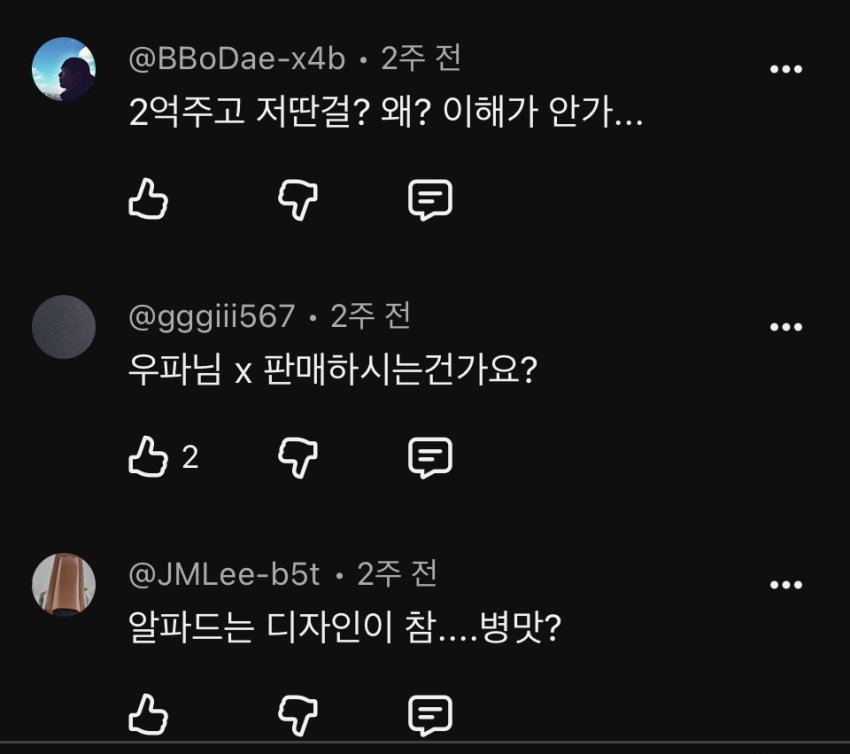 @BBoDae-x4b • 2주 전
2억주고 저딴걸? 왜? 이해가 안가...
@gggiii567 • 2주 전
우파님 x 판매하시는건가요?
2
@JMLee-b5t • 2주 전
알파드는 디자인이 참....병맛?